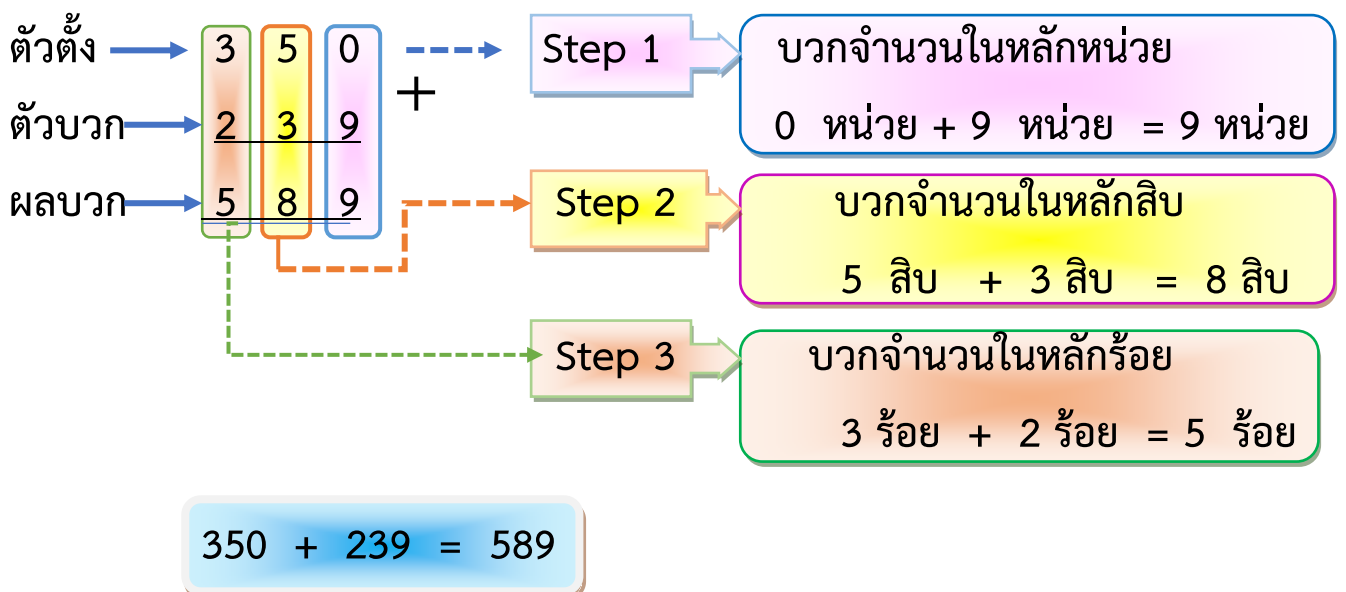 ตัวตั้ง 3 5 0 Step 1 บวกจำนวนในหลักหน่วย
+
ตัวบวก 2 3 9 0 หน่วย + 9 หน่วย = 9 หน่วย
ผลบวก 5 8 9 Step 2 บวกจำนวนในหลักสิบ
5 สิบ + 3 สิบ = 8 สิบ
Step 3 บวกจำนวนในหลักร้อย
3 ร้อย + 2 ร้อย = 5 ร้อย
350 + 239 = 589